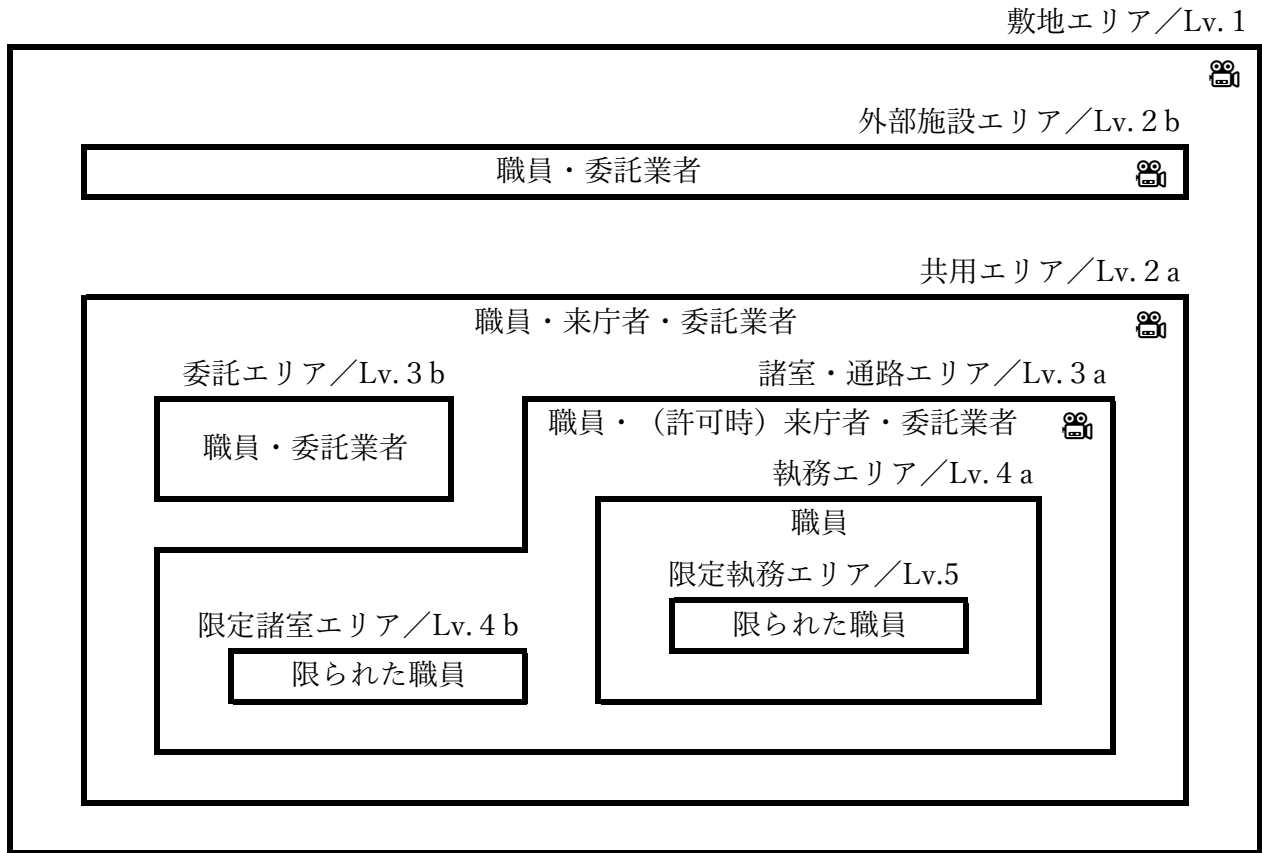 敷地エリア／Lv.１
外部施設エリア／Lv.２b
職員・委託業者
共用エリア／Lv.２a
職員・来庁者・委託業者
委託エリア／Lv.３b
諸室・通路エリア／Lv.３a
職員・委託業者
職員・（許可時）来庁者・委託業者
執務エリア／Lv.４a
職員
限定執務エリア／Lv.5
限られた職員
限定諸室エリア／Lv.４b
限られた職員